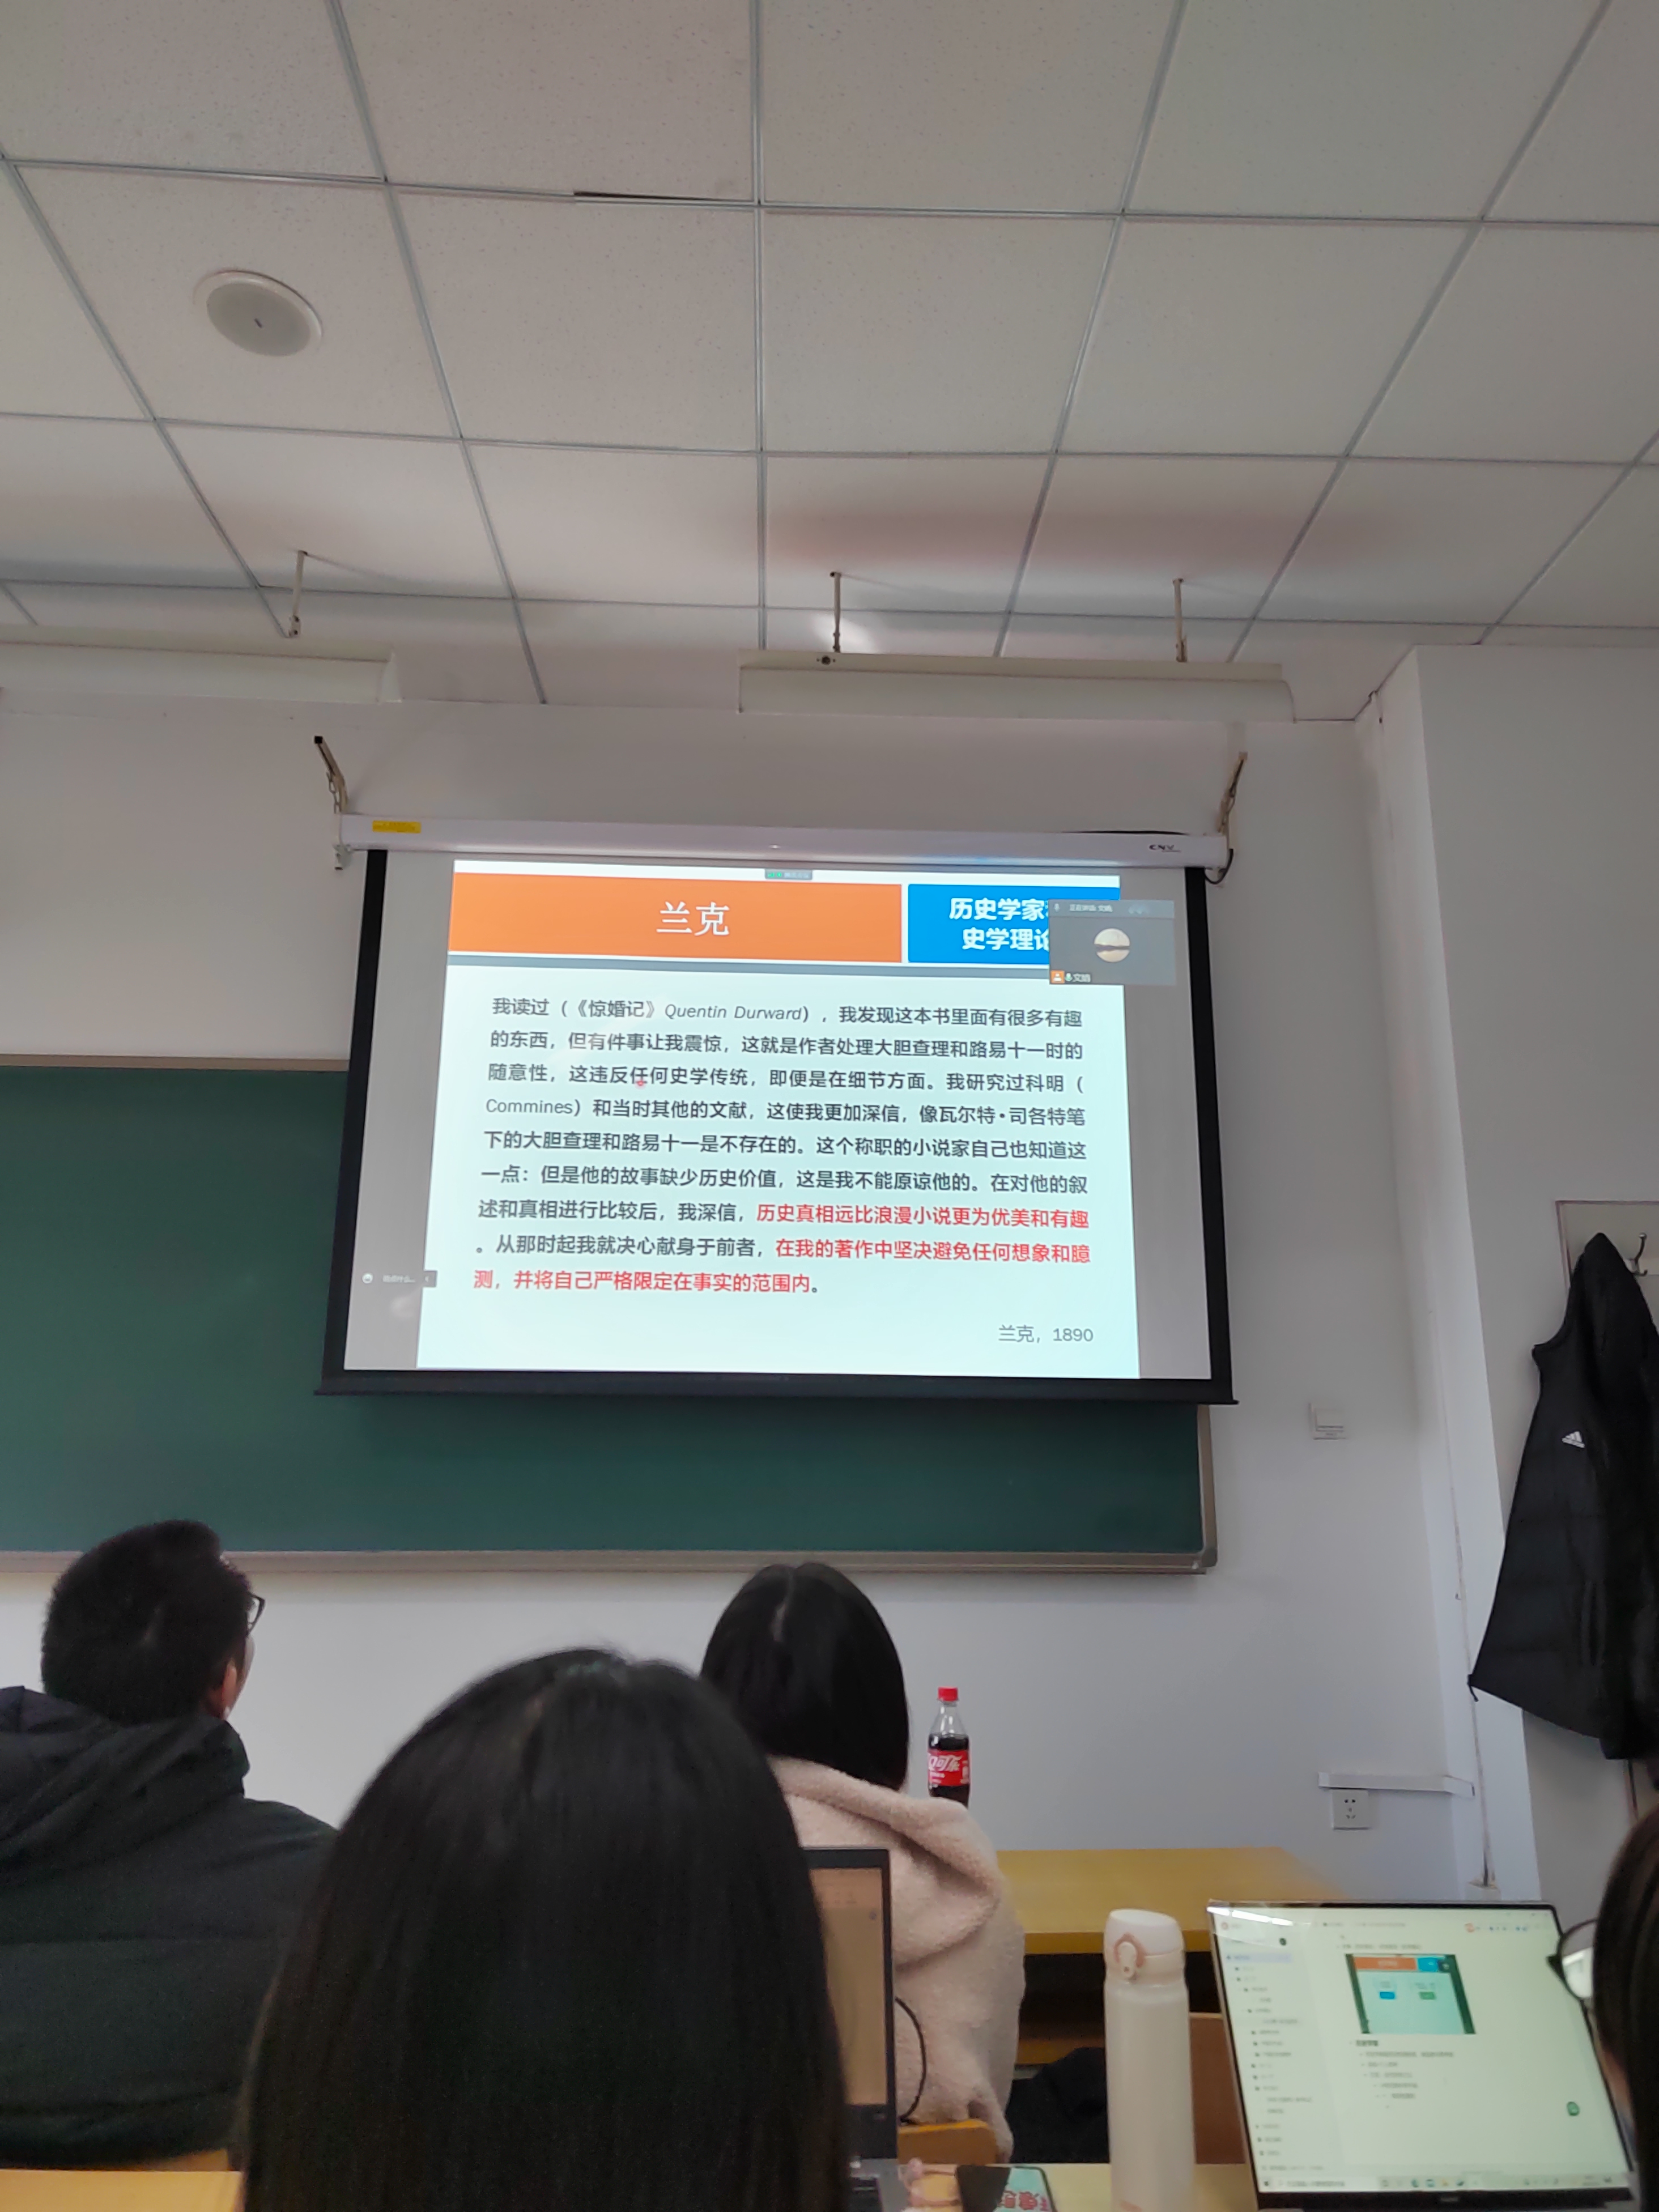 兰克
历史学家
史学理论
我读过（《惊婚记》Quentin Durward），我发现这本书里面有很多有趣
的东西，但有件事让我震惊，这就是作者处理大胆查理和路易十一时的
随意性，这违反任何史学传统，即便是在细节方面。我研究过科明（
Commines）和当时其他的文献，这使我更加深信，像瓦尔特•司各特笔
下的大胆查理和路易十一是不存在的。这个称职的小说家自己也知道这
一点：但是他的故事缺少历史价值，这是我不能原谅他的。在对他的叙
述和真相进行比较后，我深信，历史真相远比浪漫小说更为优美和有趣
。从那时起我就决心献身于前者，在我的著作中坚决避免任何想象和臆
测，并将自己严格限定在事实的范围内。
兰克，1890
adidas
可乐